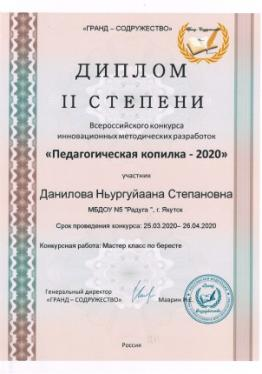 «ГРАНД – СОДРУЖЕСТВО»
ДИПЛОМ
II СТЕПЕНИ
Всероссийского конкурса
инновационных методических разработок
«Педагогическая копилка - 2020»
участник
Данилова Ньургуйаана Степановна
МБДОУ N5 "Радуга ", г. Якутск
Срок проведения конкурса: 25.03.2020– 26.04.2020
Конкурсная работа: Мастер класс по бересте
Генеральный директор
«ГРАНД – СОДРУЖЕСТВО»
Маврин И.Е.
Россия